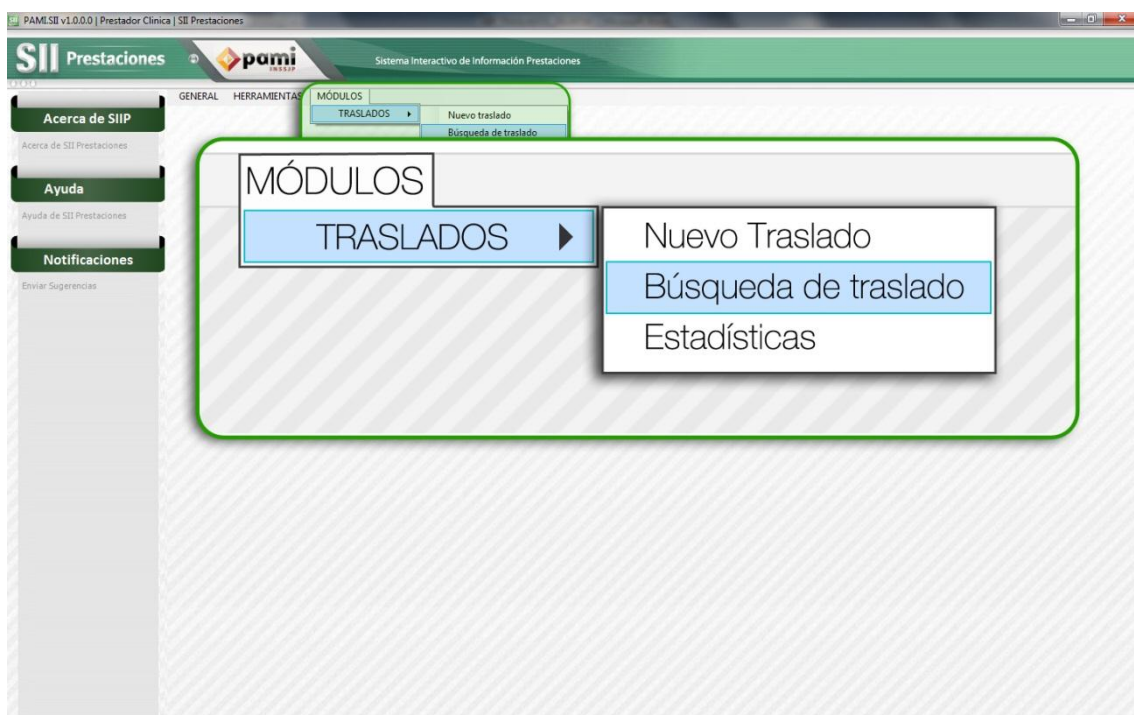 PAMI.SII v1.0.0.0 | Prestador Clinica | SII Prestaciones
SII Prestaciones
pami
INSSJP
Sistema Interactivo de Información Prestaciones
GENERAL HERRAMIENTAS MÓDULOS
TRASLADOS
Nuevo traslado
Búsqueda de traslado
Acerca de SIIP
Acerca de SII Prestaciones
Ayuda
Ayuda de SII Prestaciones
Notificaciones
Enviar Sugerencias
MÓDULOS
TRASLADOS
Nuevo Traslado
Búsqueda de traslado
Estadísticas